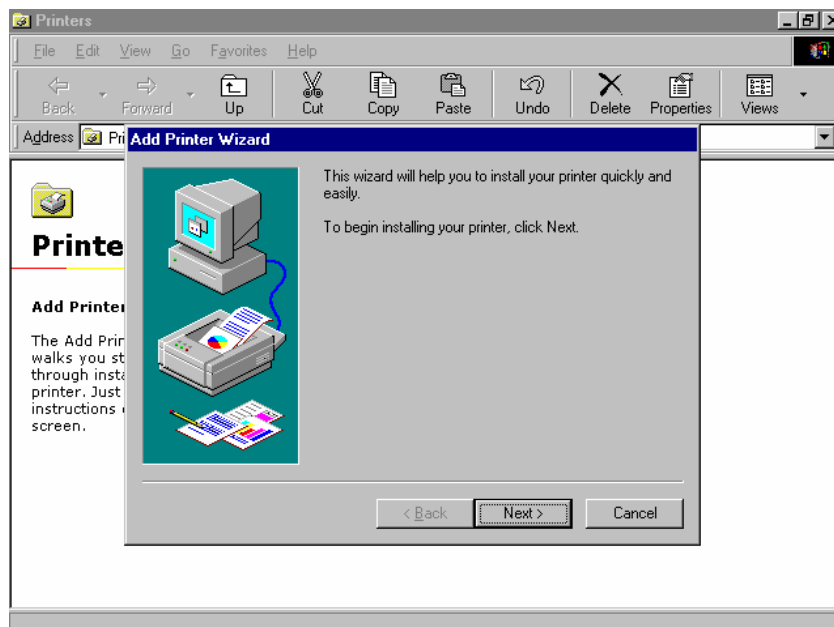 Printers
File Edit View Go Favorites Help
Back Forward Up Cut Copy Paste Undo Delete Properties Views
Address Pri
Add Printer Wizard
This wizard will help you to install your printer quickly and
easily.
To begin installing your printer, click Next.
Printe
Add Printer
The Add Prin
walks you st
through insta
printer. Just
instructions
screen.
< Back Next > Cancel